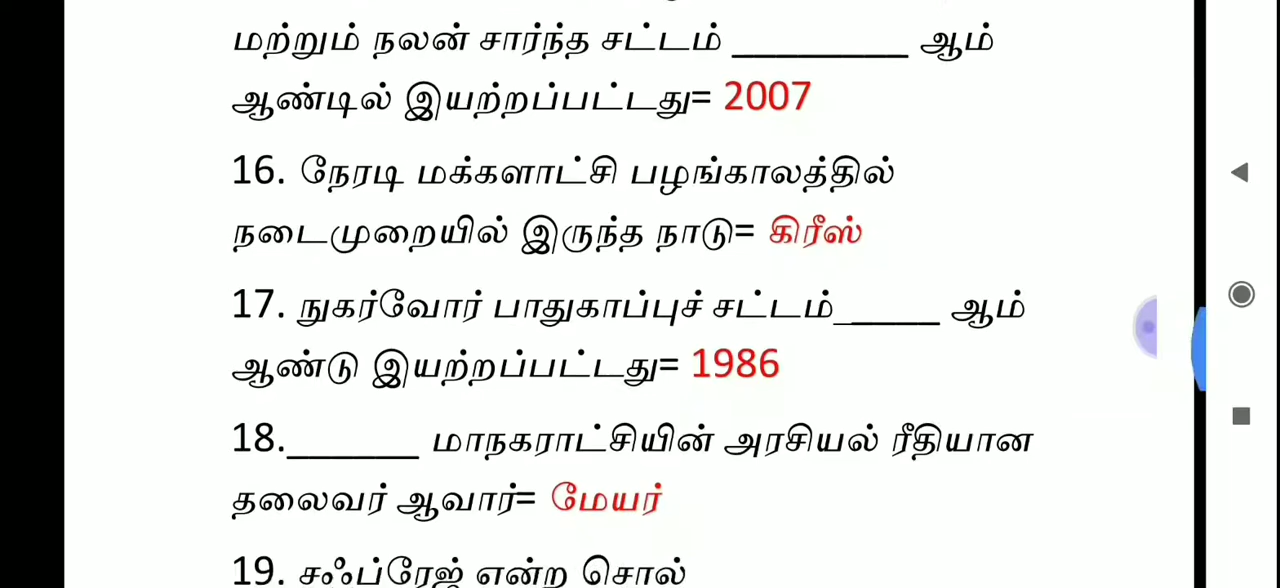 மற்றும் நலன் சார்ந்த சட்டம் __________ ஆம்
ஆண்டில் இயற்றப்பட்டது= 2007
16. நேரடி மக்களாட்சி பழங்காலத்தில்
நடைமுறையில் இருந்த நாடு= கிரீஸ்
17. நுகர்வோர் பாதுகாப்புச் சட்டம்______ ஆம்
ஆண்டு இயற்றப்பட்டது= 1986
18._______ மாநகராட்சியின் அரசியல் ரீதியான
தலைவர் ஆவார்= மேயர்
19. சஃப்ரேஜ் என்ற சொல்